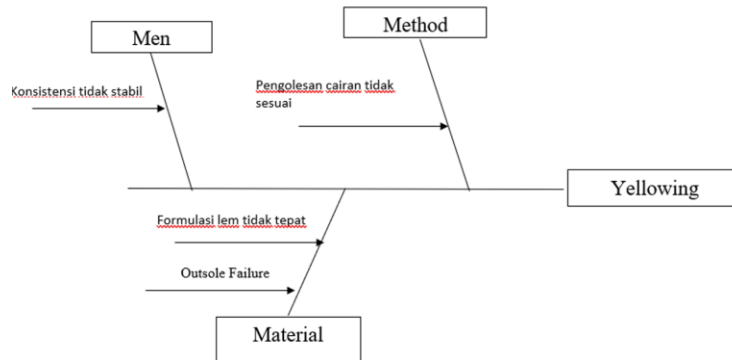 Men
Method
Konsistensi tidak stabil
Pengolesan cairan tidak
sesuai
Yellowing
Formulasi lem tidak tepat
Outsole Failure
Material